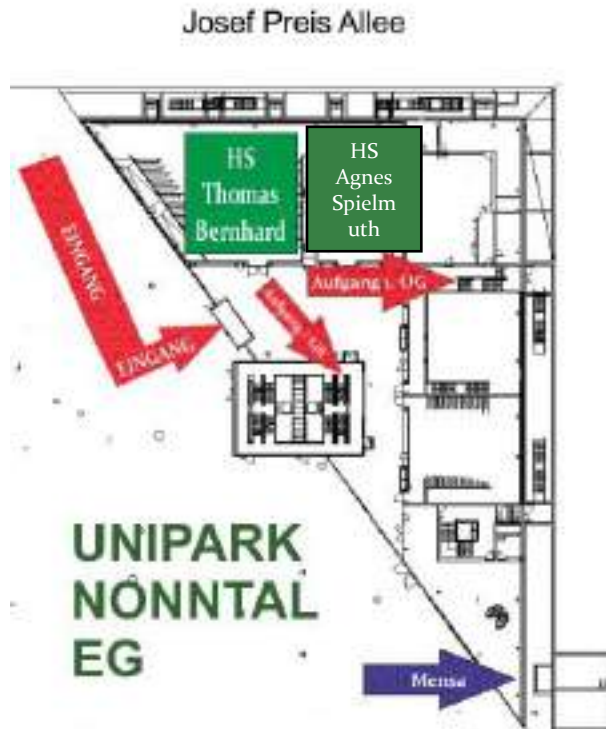 Josef Preis Allee
HS
Thomas
Bernhard
HS
Agnes
Spielm
uth
EINGANG
EINGANG
Aufgang 1. OG
Aufgang
UNIPARK
NONNTAL
EG
Mensa